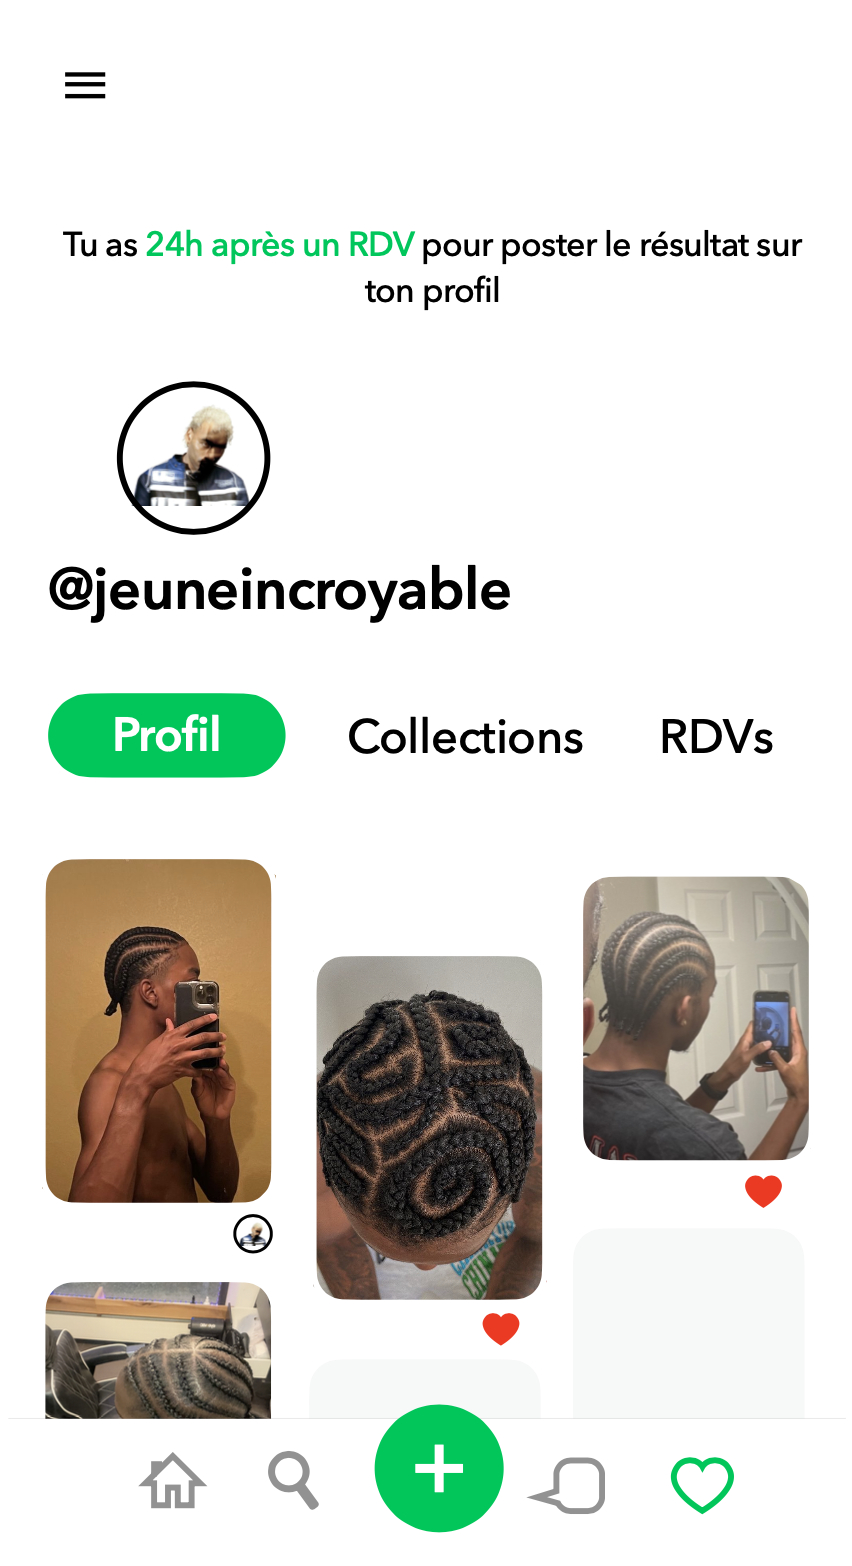 Tu as 24h après un RDV pour poster le résultat sur
ton profil
@jeuneincroyable
Profil
Collections
RDVs